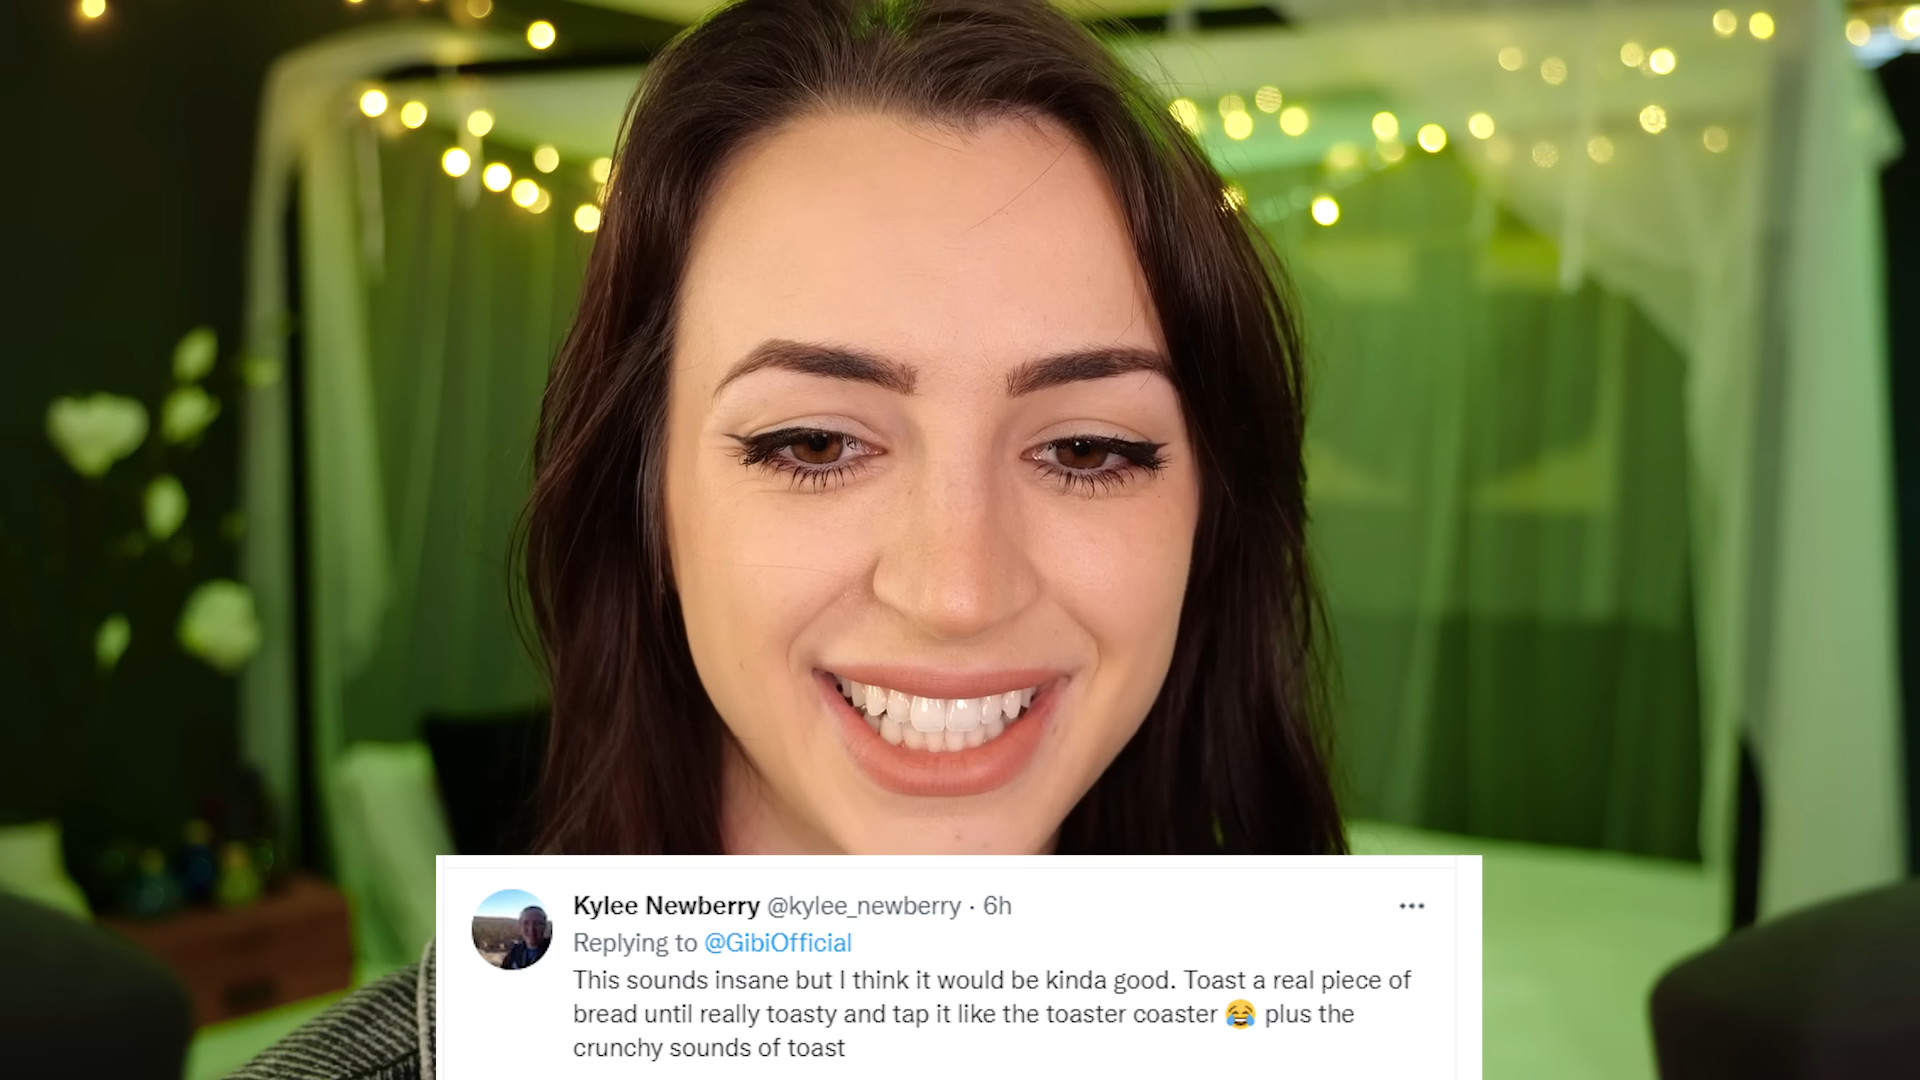 Kylee Newberry @kylee_newberry · 6h
Replying to @GibiOfficial
This sounds insane but I think it would be kinda good. Toast a real piece of
bread until really toasty and tap it like the toaster coaster 😂 plus the
crunchy sounds of toast